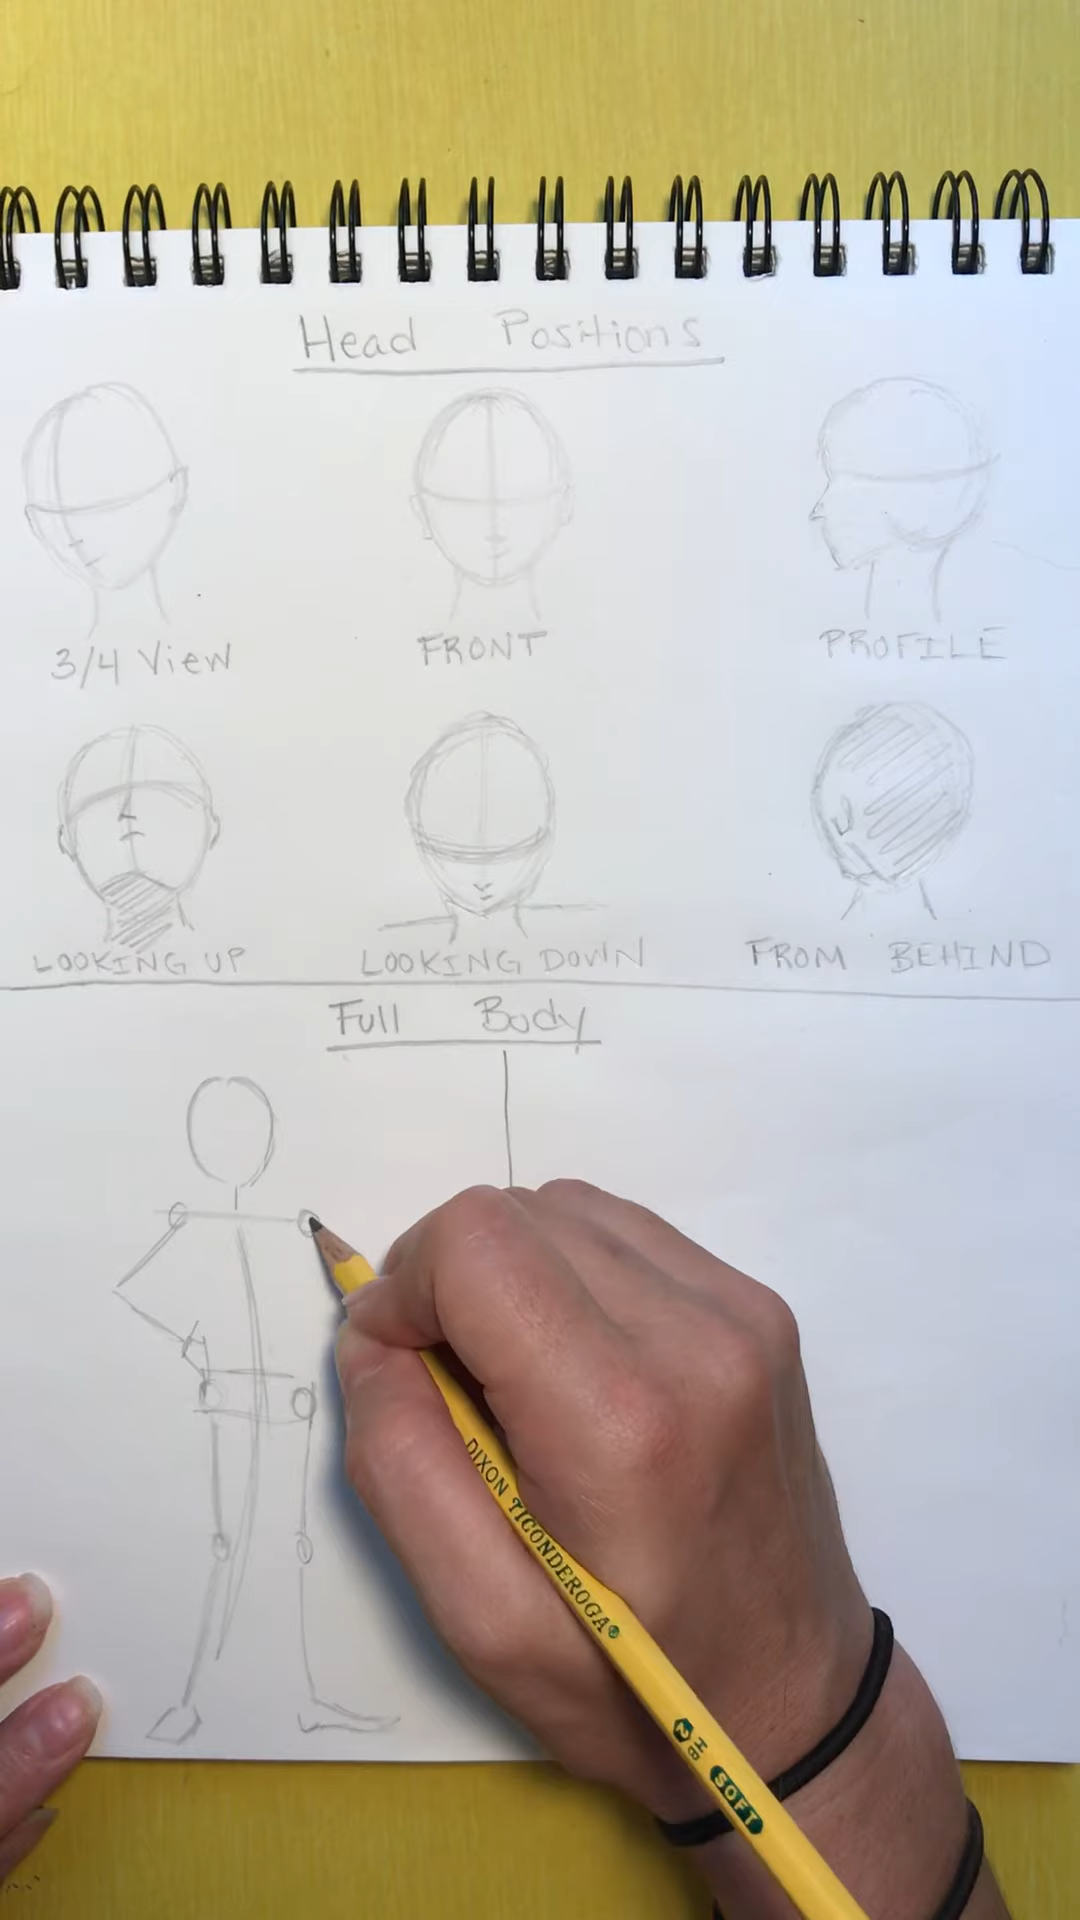 Head Positions
3/4 View
FRONT
PROFILE
LOOKING UP
LOOKING DOWN
FROM BEHIND
Full Body
DIXON TICONDEROGA®
2 HB SOFT